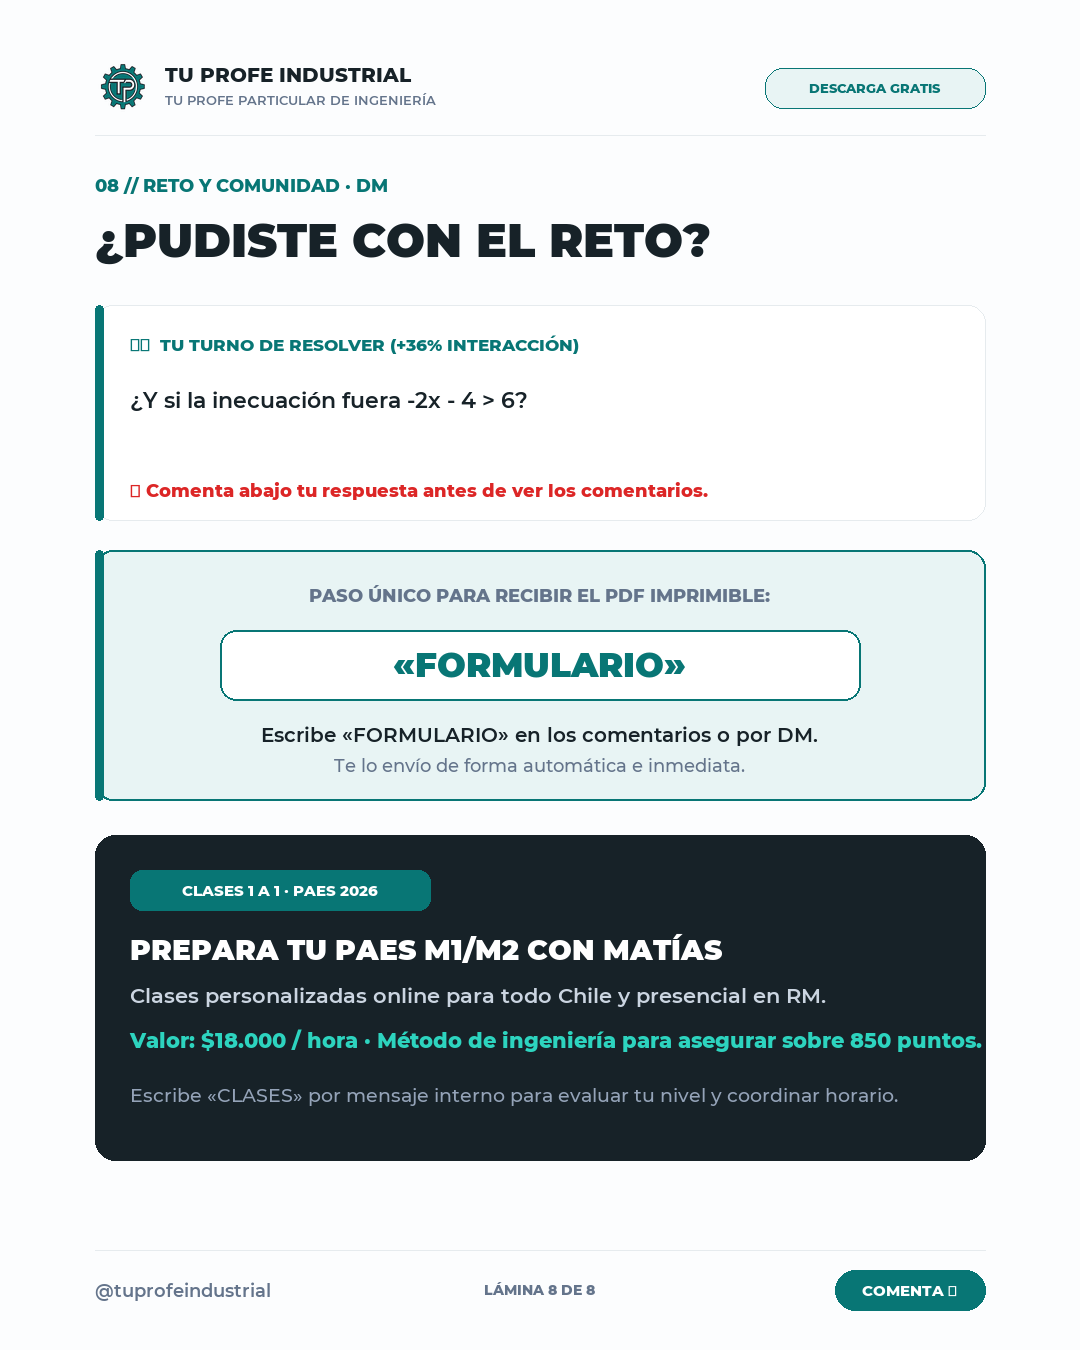 TU PROFE INDUSTRIAL
TU PROFE PARTICULAR DE INGENIERÍA
DESCARGA GRATIS
08 // RETO Y COMUNIDAD · DM
¿PUDISTE CON EL RETO?
TU TURNO DE RESOLVER (+36% INTERACCIÓN)
¿Y si la inecuación fuera -2x - 4 > 6?
Comenta abajo tu respuesta antes de ver los comentarios.
PASO ÚNICO PARA RECIBIR EL PDF IMPRIMIBLE:
«FORMULARIO»
Escribe «FORMULARIO» en los comentarios o por DM.
Te lo envío de forma automática e inmediata.
CLASES 1 A 1 · PAES 2026
PREPARA TU PAES M1/M2 CON MATÍAS
Clases personalizadas online para todo Chile y presencial en RM.
Valor: $18.000 / hora · Método de ingeniería para asegurar sobre 850 puntos.
Escribe «CLASES» por mensaje interno para evaluar tu nivel y coordinar horario.
@tuprofeindustrial
LÁMINA 8 DE 8
COMENTA